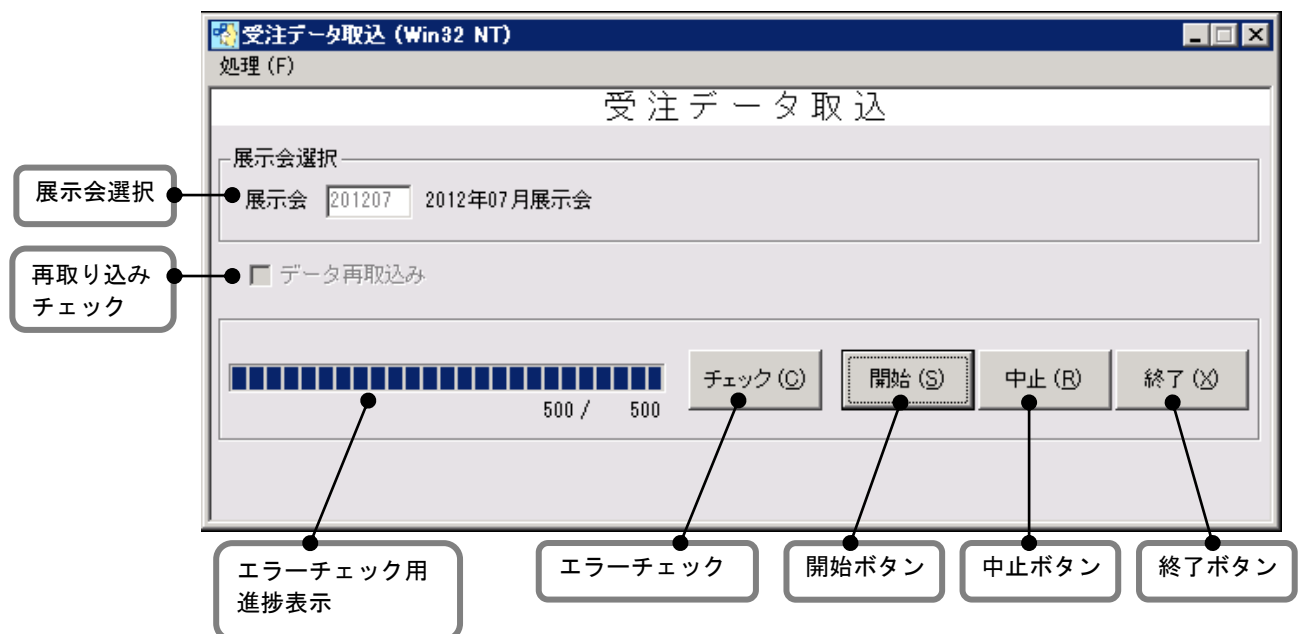 受注データ取込 (Win32 NT)
処理(F)
受注データ取込
展示会選択
展示会選択
展示会 201207 2012年07月展示会
再取り込み
チェック
データ再取込み
チェック(C) 開始(S) 中止(R) 終了(X)
500 / 500
エラーチェック用
進捗表示
エラーチェック
開始ボタン
中止ボタン
終了ボタン